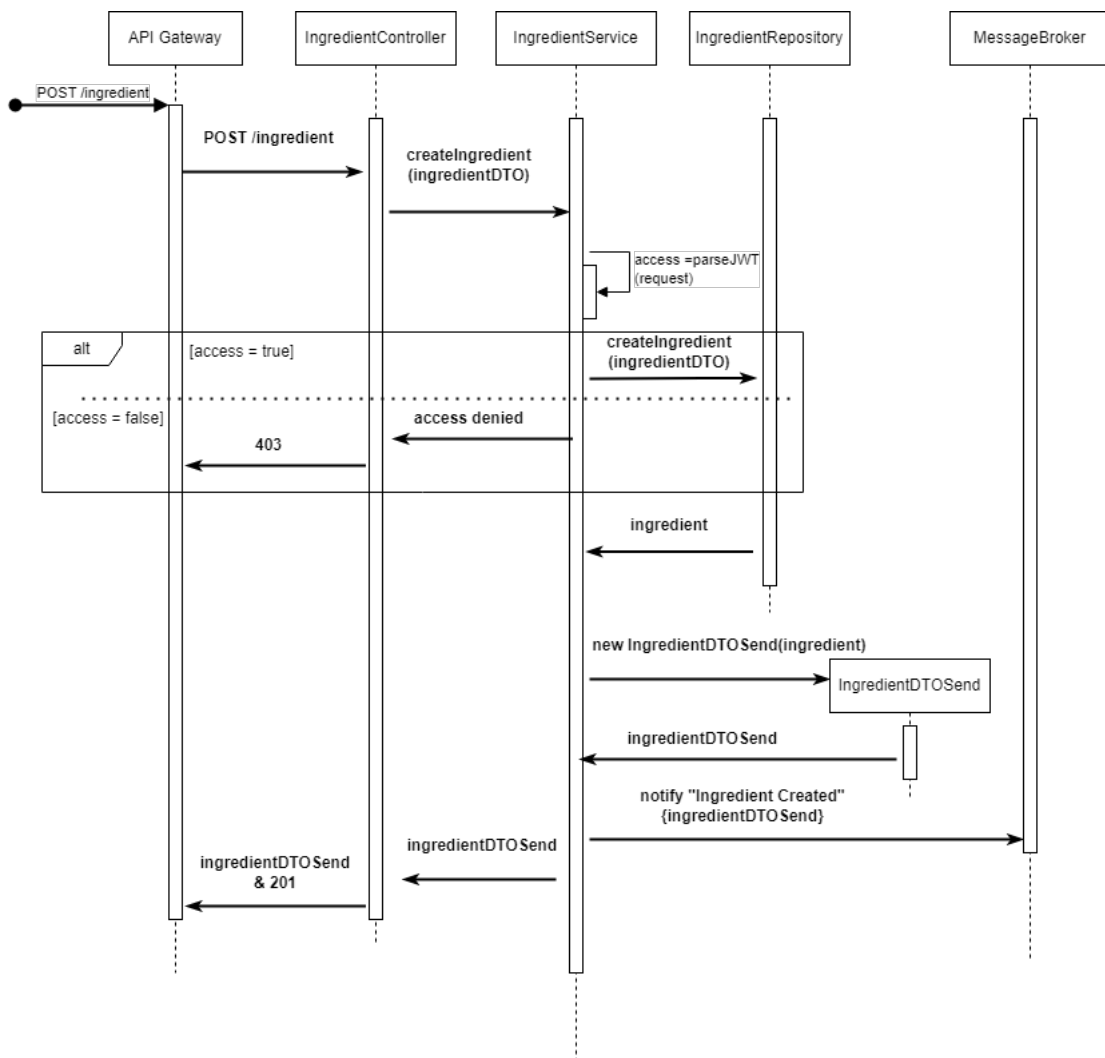 API Gateway
IngredientController
IngredientService
IngredientRepository
MessageBroker
POST /ingredient
POST /ingredient
createIngredient
(ingredientDTO)
access =parseJWT
(request)
alt
[access = true]
createIngredient
(ingredientDTO)
[access = false]
access denied
403
ingredient
new IngredientDTOSend(ingredient)
IngredientDTOSend
ingredientDTOSend
notify "Ingredient Created"
{ingredientDTOSend}
ingredientDTOSend
ingredientDTOSend
& 201